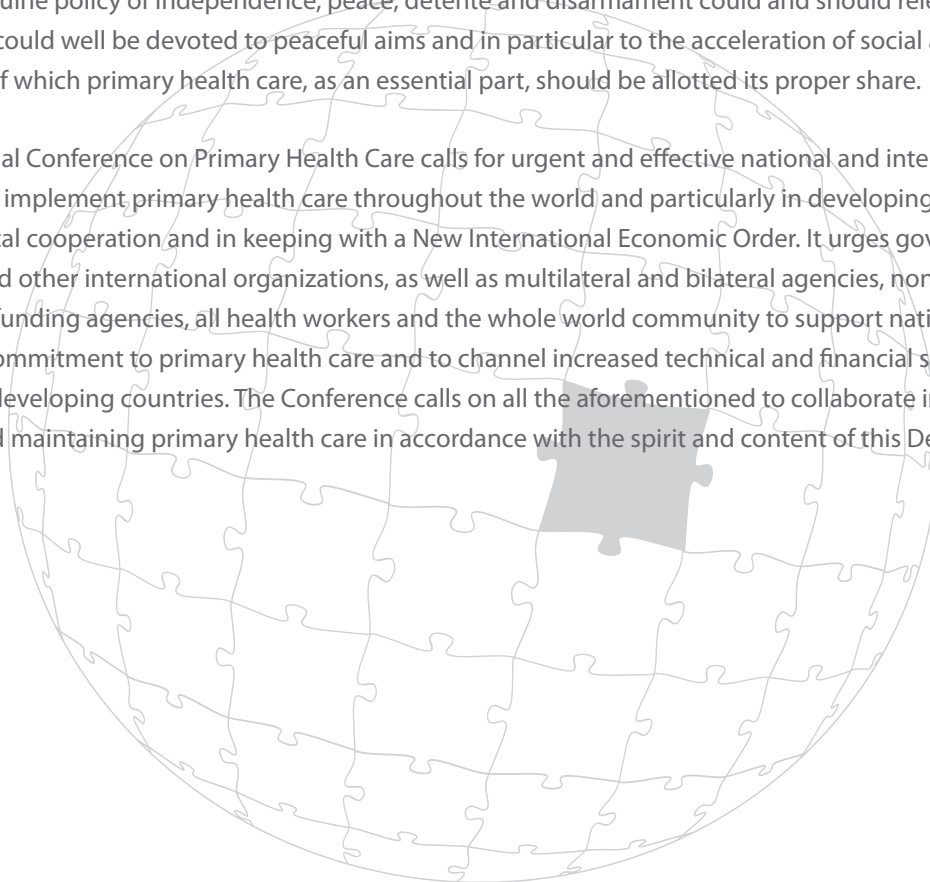 uine policy of independence, peace, détente and disarmament could and should rele
could well be devoted to peaceful aims and in particular to the acceleration of social a
f which primary health care, as an essential part, should be allotted its proper share.
al Conference on Primary Health Care calls for urgent and effective national and inte
implement primary health care throughout the world and particularly in developing
al cooperation and in keeping with a New International Economic Order. It urges gov
d other international organizations, as well as multilateral and bilateral agencies, non
unding agencies, all health workers and the whole world community to support nati
ommitment to primary health care and to channel increased technical and financial s
developing countries. The Conference calls on all the aforementioned to collaborate i
d maintaining primary health care in accordance with the spirit and content of this De